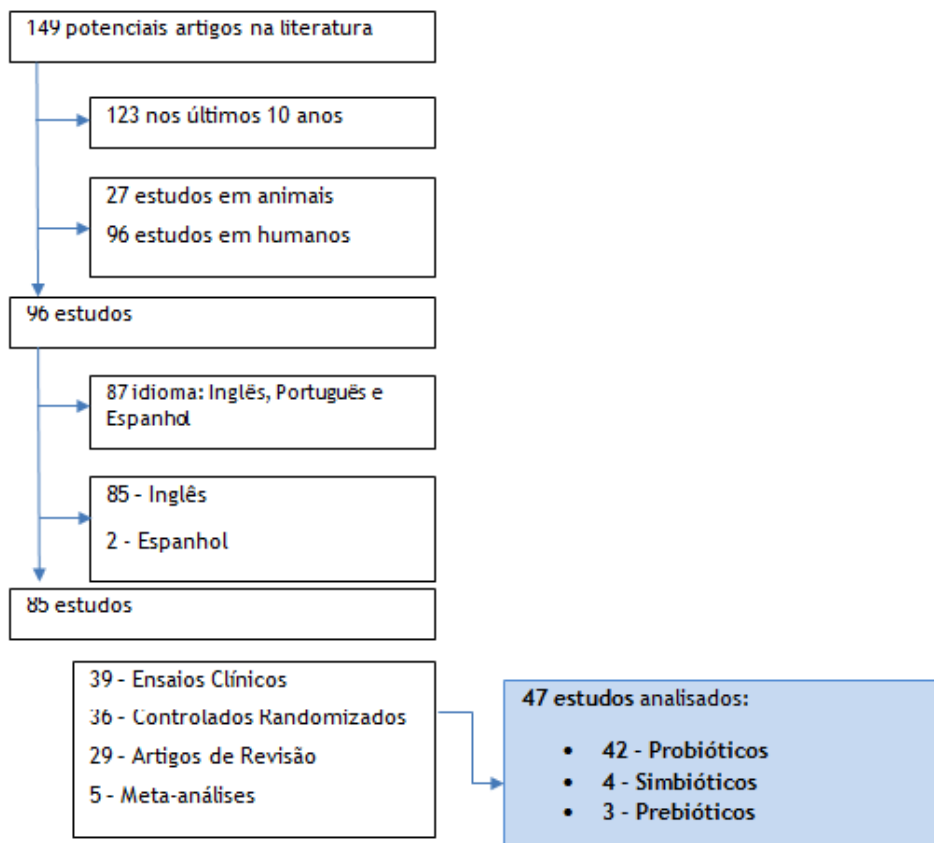 149 potenciais artigos na literatura
123 nos últimos 10 anos
27 estudos em animais
96 estudos em humanos
96 estudos
87 idioma: Inglês, Português e
Espanhol
85 - Inglês
2 - Espanhol
85 estudos
39 - Ensaios Clínicos
36 - Controlados Randomizados
29 - Artigos de Revisão
5 - Meta-análises
47 estudos analisados:
• 42 - Probióticos
• 4 - Simbióticos
• 3 - Prebióticos